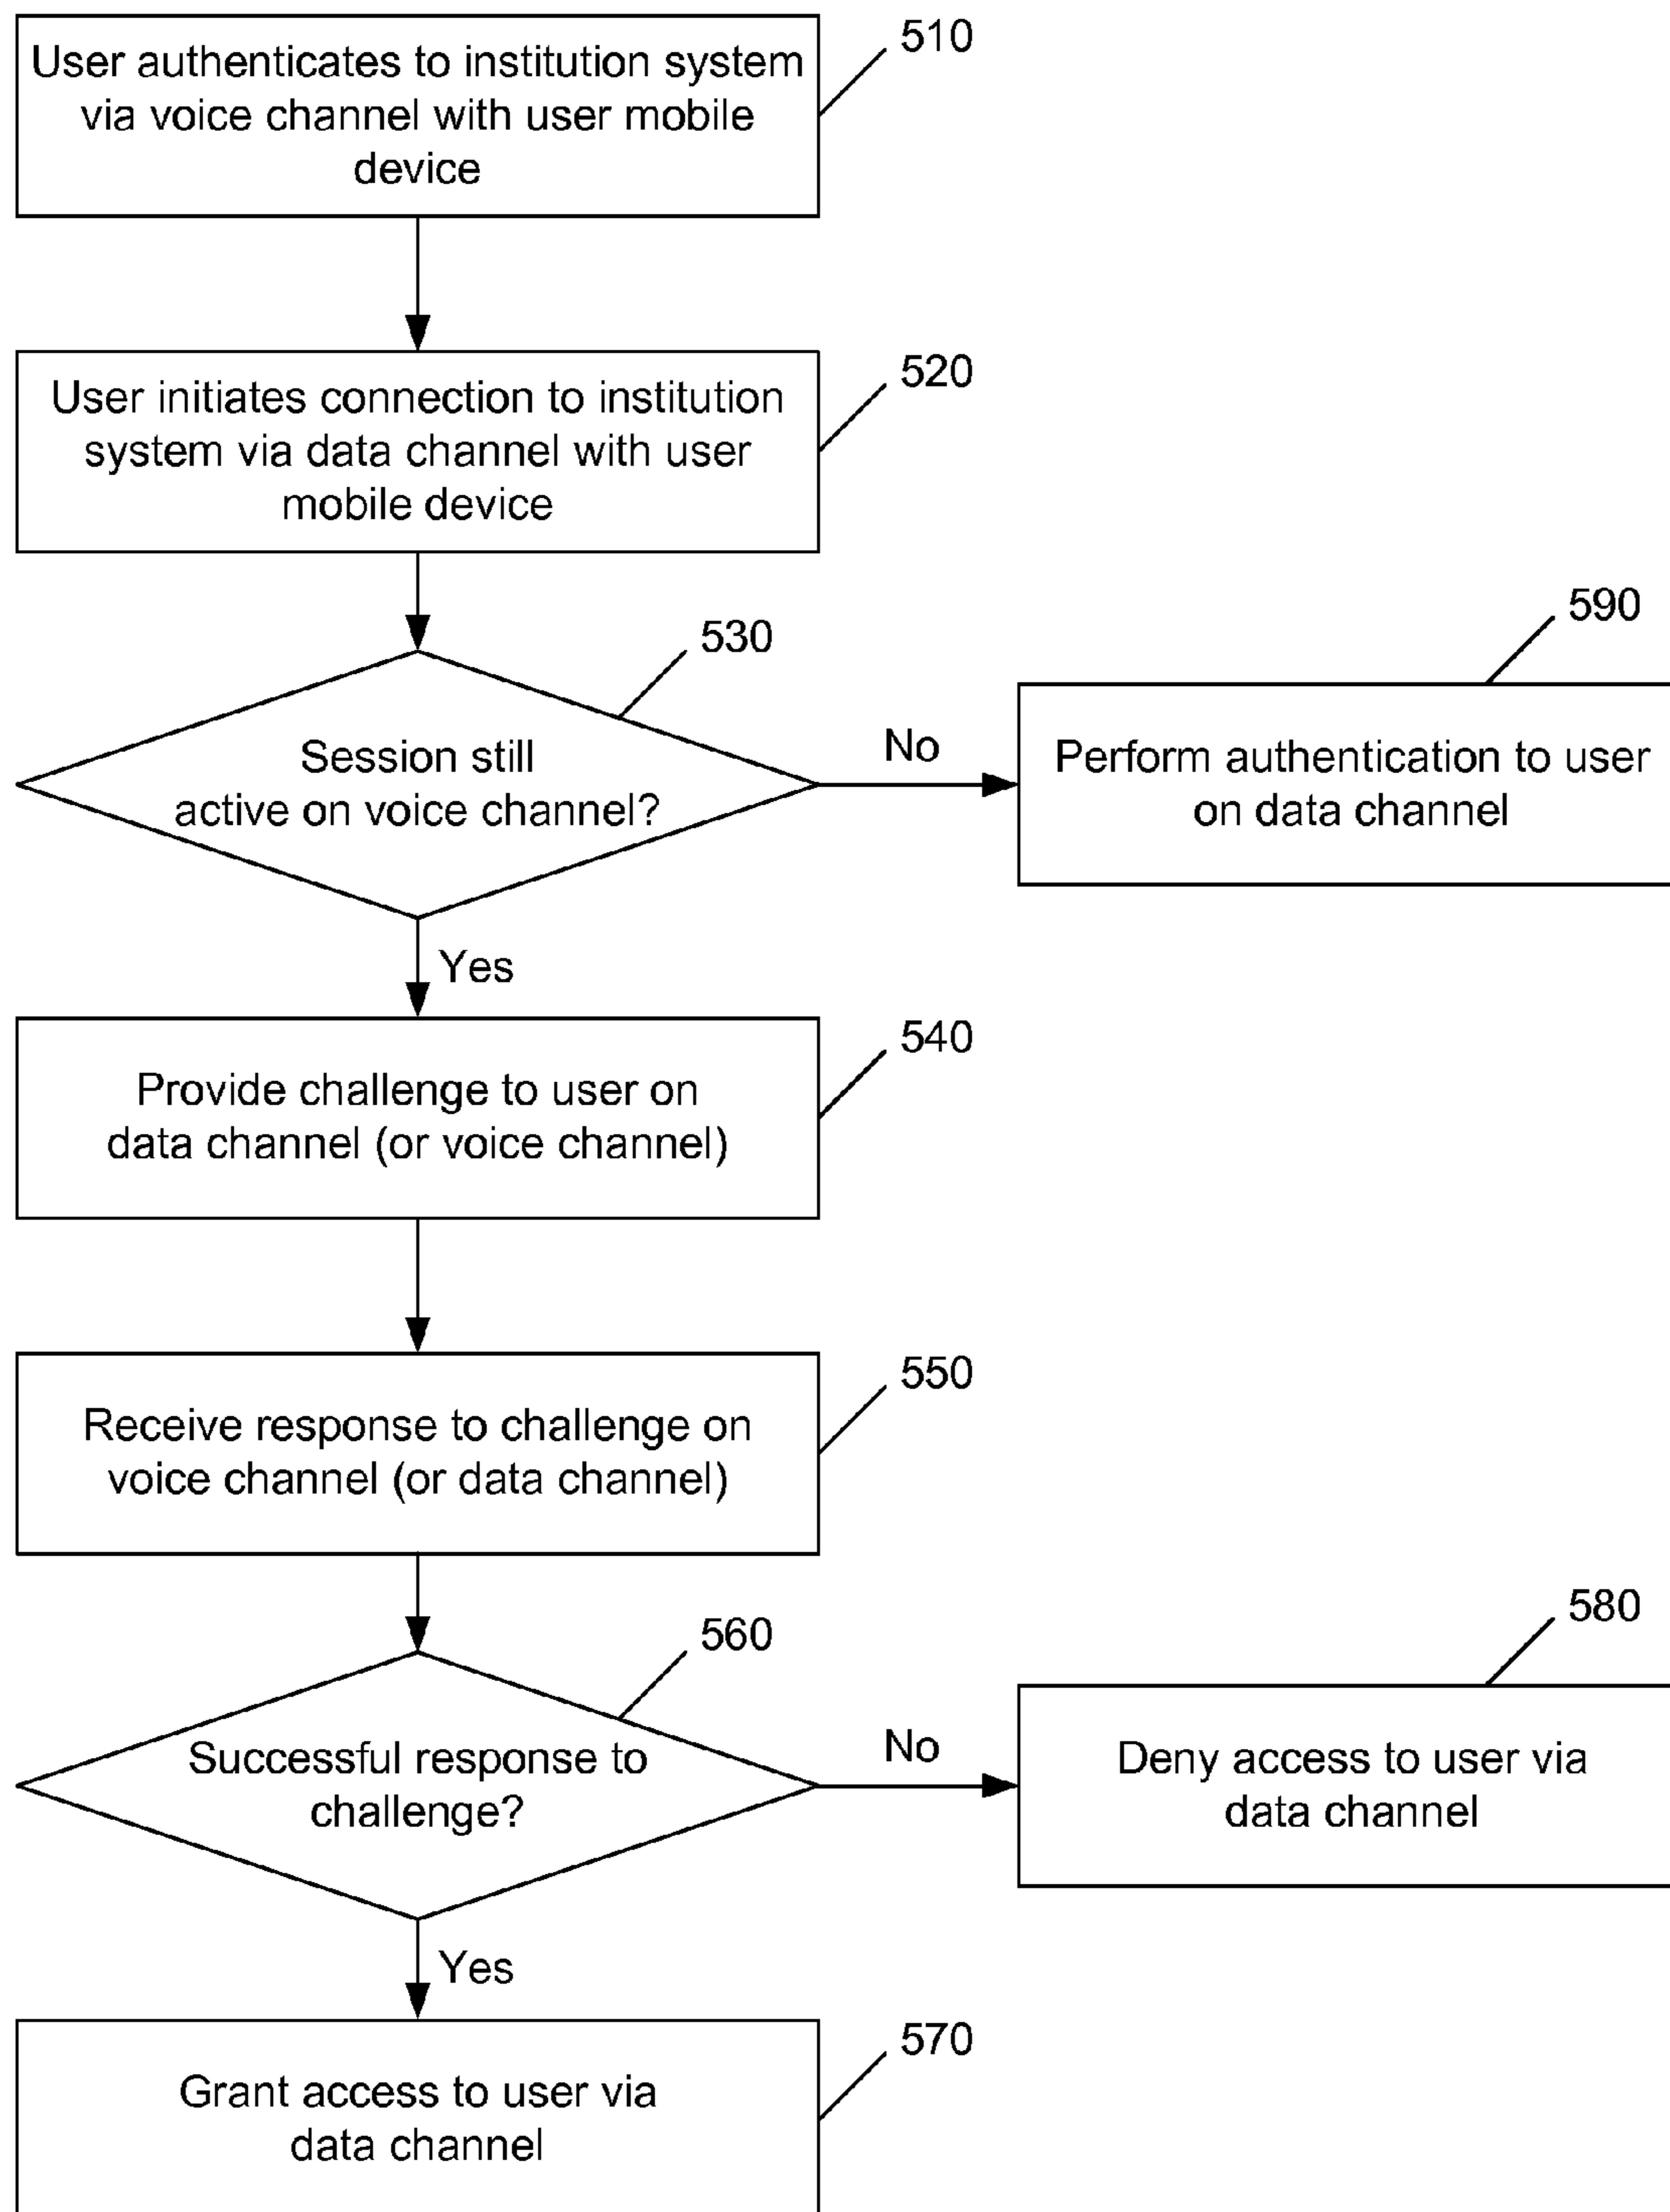 User authenticates to institution system
via voice channel with user mobile
device
510
User initiates connection to institution
system via data channel with user
mobile device
520
Session still
active on voice channel?
530
No
Perform authentication to user
on data channel
590
Yes
Provide challenge to user on
data channel (or voice channel)
540
Receive response to challenge on
voice channel (or data channel)
550
Successful response to
challenge?
560
No
Deny access to user via
data channel
580
Yes
Grant access to user via
data channel
570